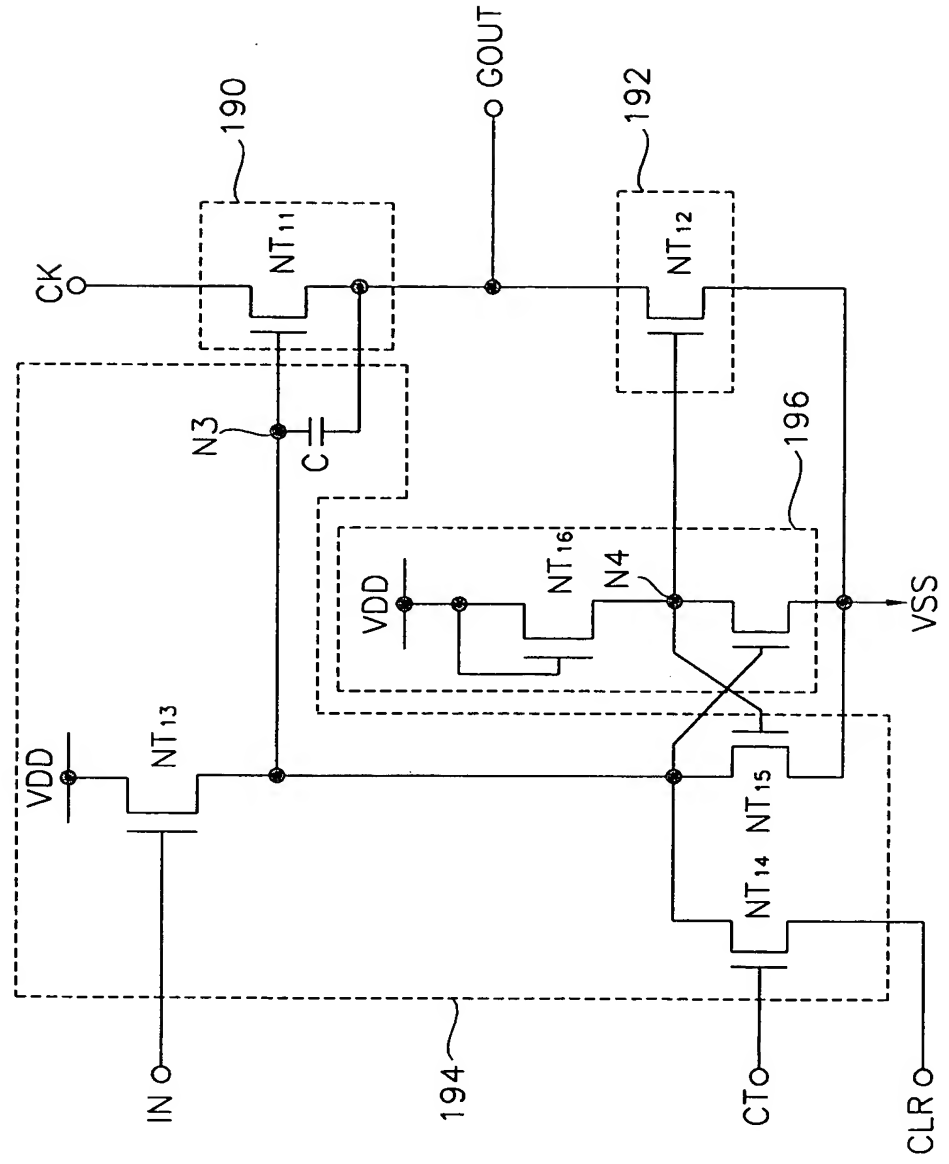 CK
190
NT11
GOUT
N3
C
192
NT12
VDD
NT13
VDD
NT16
N4
196
IN
194
NT15
NT14
VSS
CT
CLR